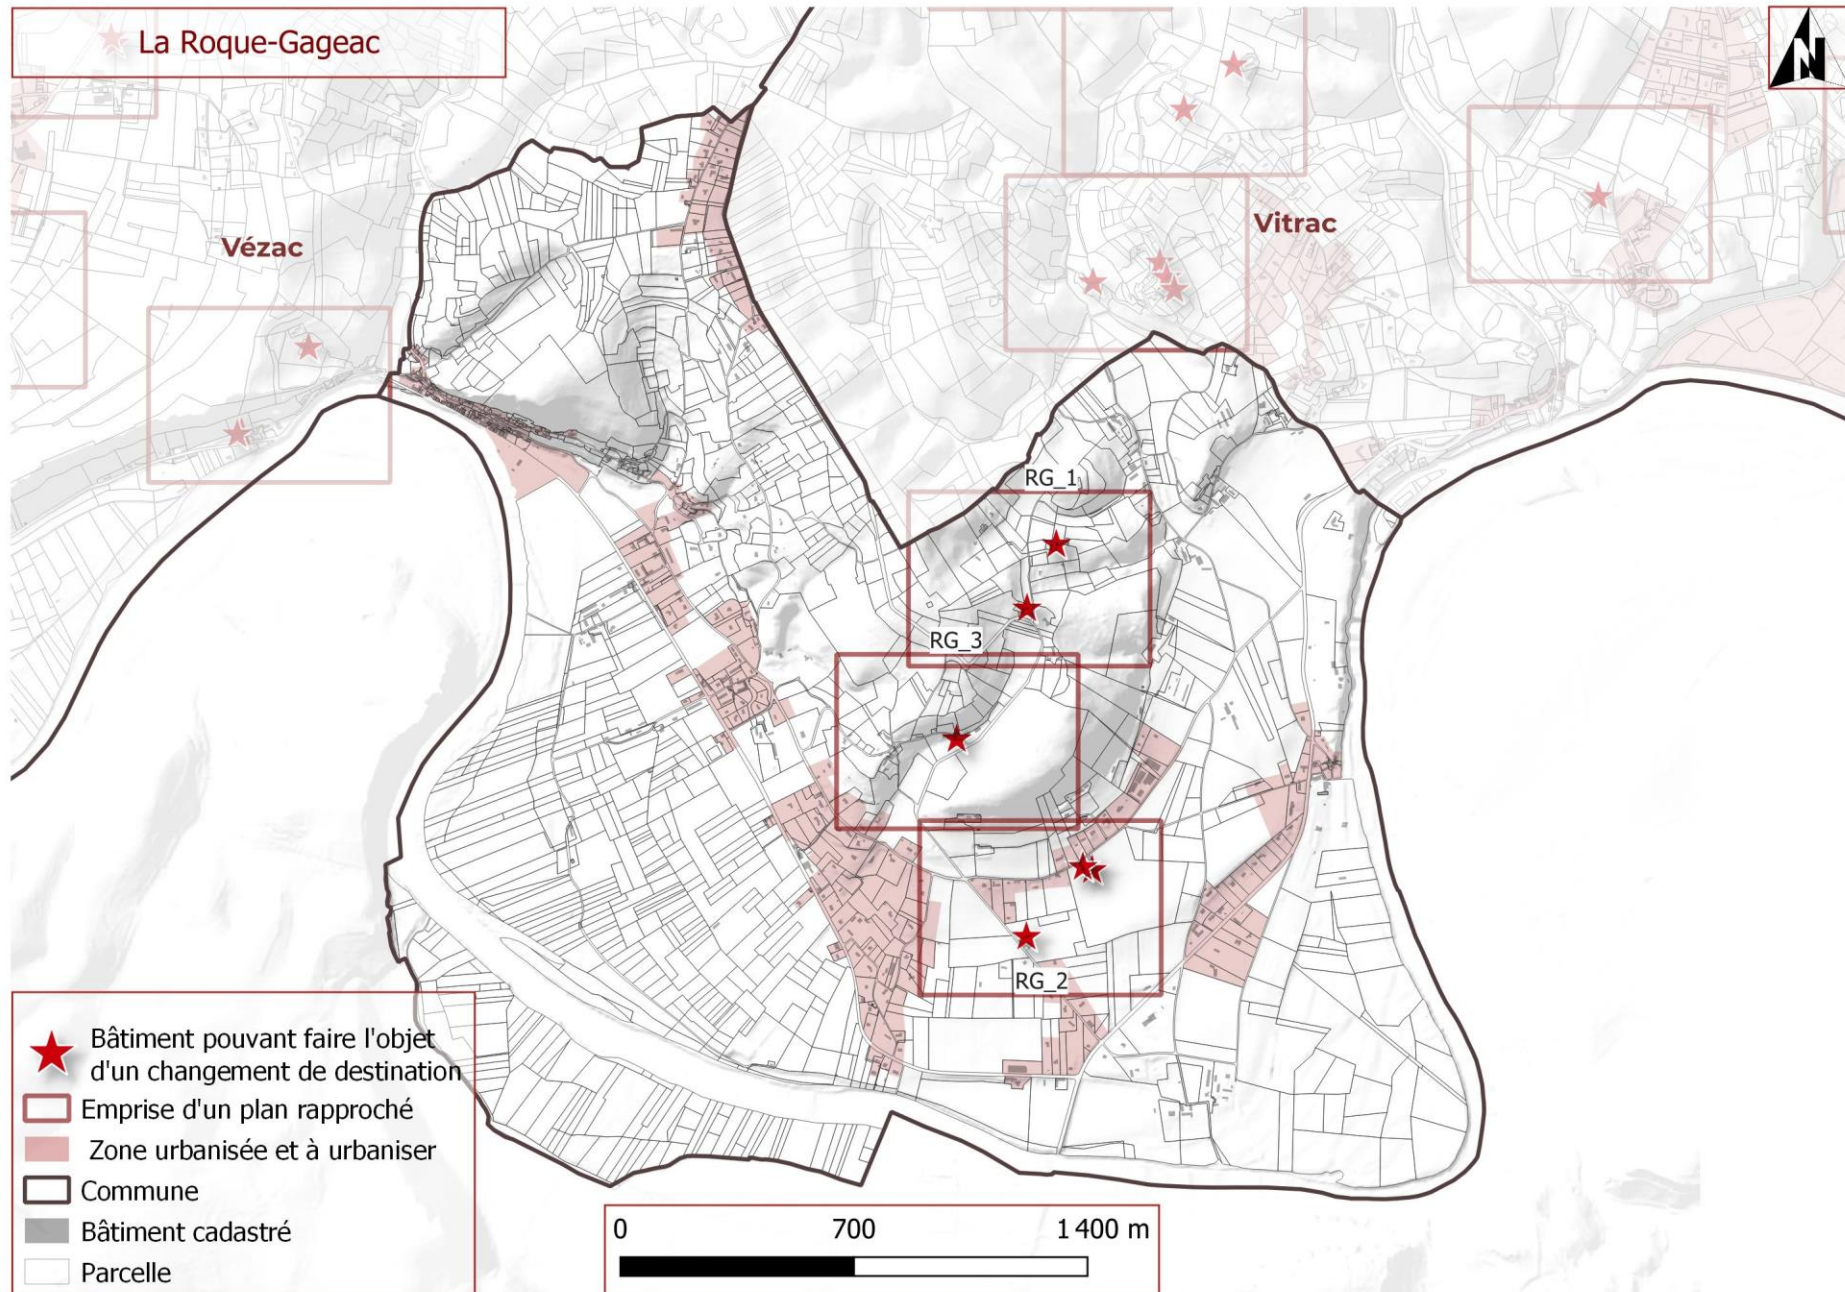 La Roque-Gageac
N
Vézac
Vitrac
RG_1
RG_3
RG_2
Bâtiment pouvant faire l'objet
d'un changement de destination
Emprise d'un plan rapproché
Zone urbanisée et à urbaniser
Commune
Bâtiment cadastré
Parcelle
0 700 1 400 m